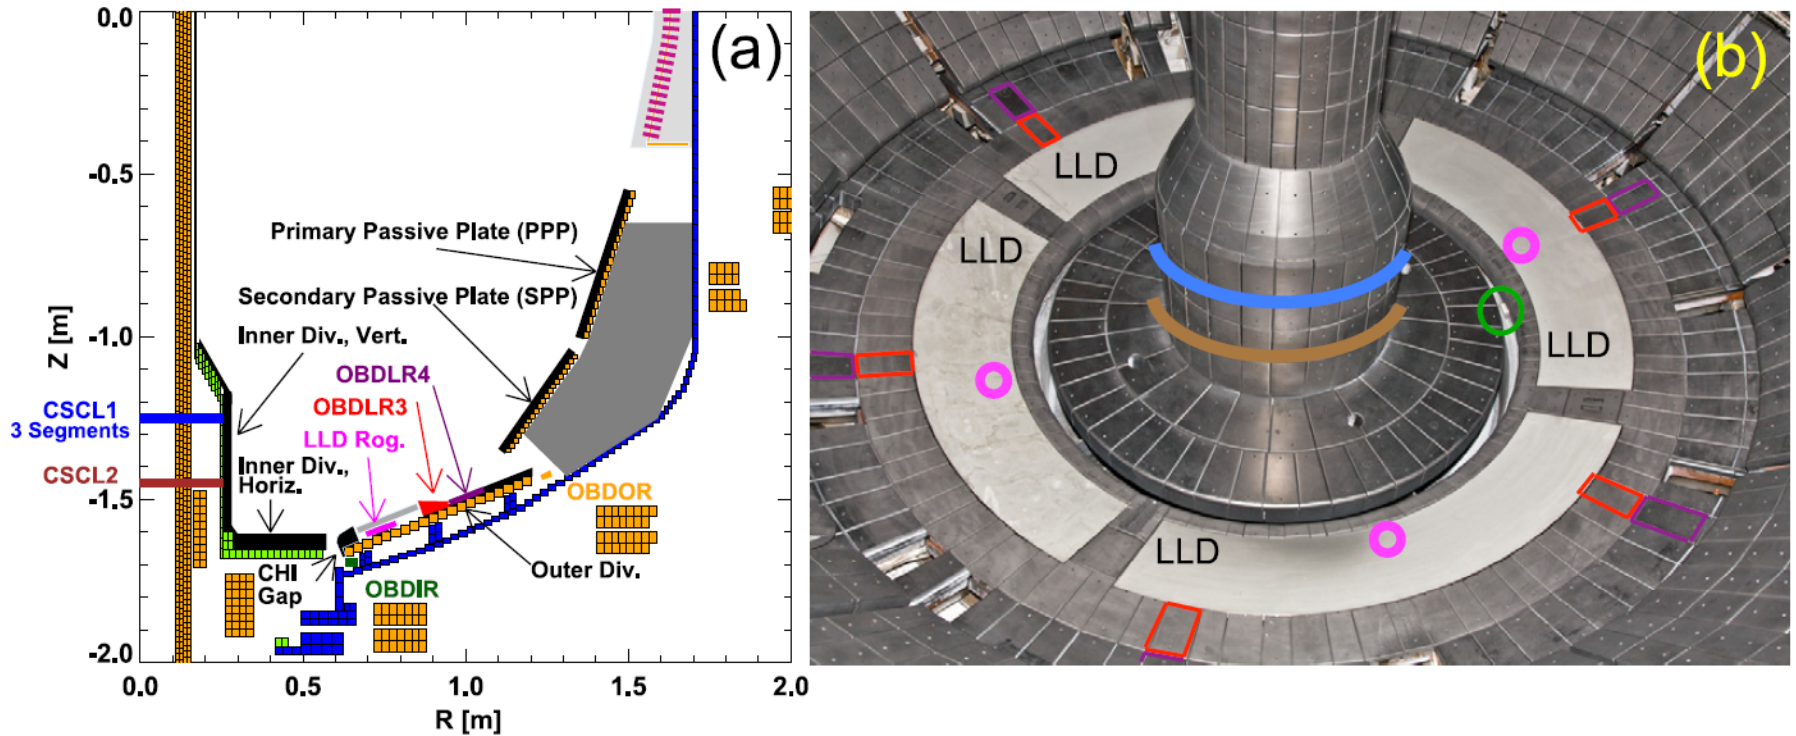 (a)
(b)
0.0
-0.5
-1.0
-1.5
-2.0
Z [m]
0.0
0.5
1.0
1.5
2.0
R [m]
Primary Passive Plate (PPP)
Secondary Passive Plate (SPP)
Inner Div., Vert.
OBDLR4
OBDLR3
LLD Rog.
CSCL1
3 Segments
CSCL2
Inner Div.,
Horiz.
OBDOR
Outer Div.
CHI
Gap
OBDIR
LLD
LLD
LLD
LLD